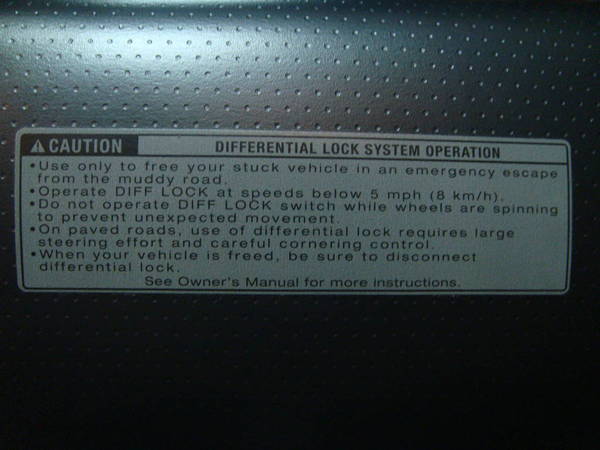 CAUTION DIFFERENTIAL LOCK SYSTEM OPERATION
•Use only to free your stuck vehicle in an emergency escape
from the muddy road.
•Operate DIFF LOCK at speeds below 5 mph (8 km/h).
•Do not operate DIFF LOCK switch while wheels are spinning
to prevent unexpected movement.
•On paved roads, use of differential lock requires large
steering effort and careful cornering control.
•When your vehicle is freed, be sure to disconnect
differential lock.
See Owner's Manual for more instructions.